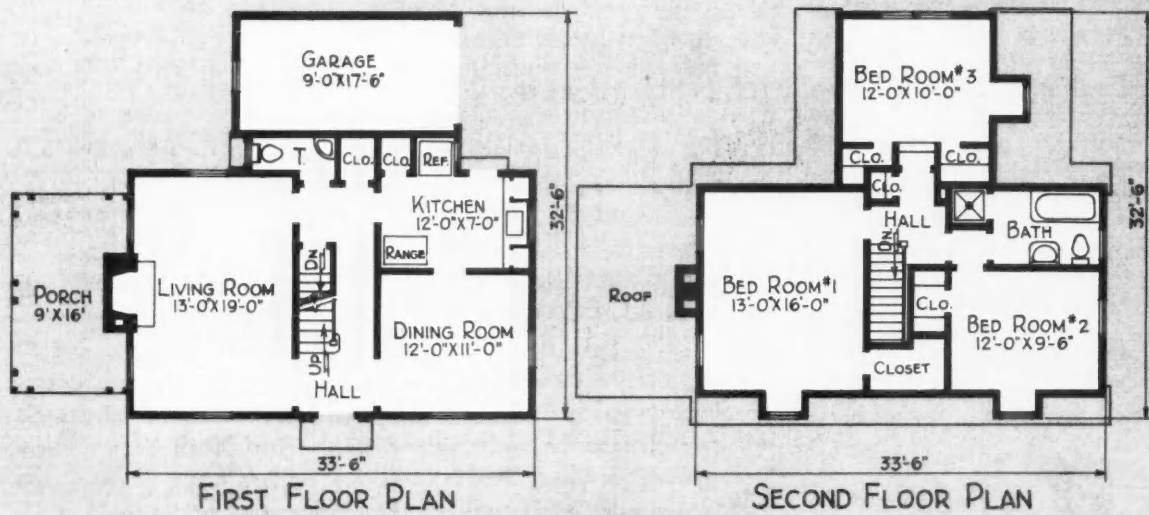 GARAGE
9'-0"X17'-6"
T.
CLO.
CLO.
REF.
KITCHEN
12'-0"X7'-0"
RANGE
DN
LIVING ROOM
13'-0"X19'-0"
PORCH
9'X16'
DINING ROOM
12'-0"X11'-0"
UP
HALL
32'-6"
33'-6"
FIRST FLOOR PLAN
BED ROOM #3
12'-0"X10'-0"
CLO.
CLO.
CLO.
HALL
DN
BATH
ROOF
BED ROOM #1
13'-0"X16'-0"
CLO.
BED ROOM #2
12'-0"X9'-6"
CLOSET
32'-6"
33'-6"
SECOND FLOOR PLAN